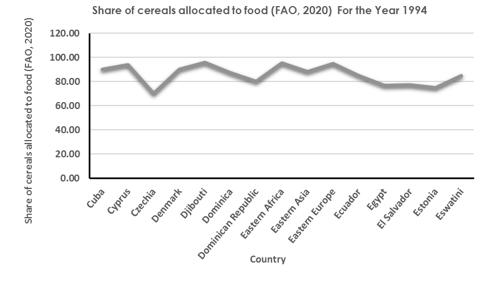 Share of cereals allocated to food (FAO, 2020) For the Year 1994
Share of cereals allocated to food (FAO, 2020)
120.00
100.00
80.00
60.00
40.00
20.00
0.00
Cuba
Cyprus
Czechia
Denmark
Djibouti
Dominica
Dominican Republic
Eastern Africa
Eastern Asia
Eastern Europe
Ecuador
Egypt
El Salvador
Estonia
Eswatini
Country